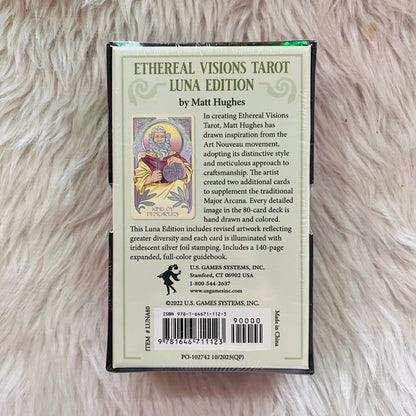 ETHEREAL VISIONS TAROT
LUNA EDITION
by Matt Hughes
In creating Ethereal Visions
Tarot, Matt Hughes has
drawn inspiration from the
Art Nouveau movement,
adopting its distinctive style
and meticulous approach to
craftsmanship. The artist
created two additional cards
to supplement the traditional
Major Arcana. Every detailed
image in the 80-card deck is
hand drawn and colored.
KING OF
PENTACLES
This Luna Edition includes revised artwork reflecting
greater diversity and each card is illuminated with
iridescent silver foil stamping. Includes a 140-page
expanded, full-color guidebook.
U.S. GAMES SYSTEMS, INC.
Stamford, CT 06902 USA
1-800-544-2637
www.usgamesinc.com
©2022 U.S. GAMES SYSTEMS, INC.
ITEM # LUNA80
ISBN 978-1-64671-112-3
90000
9 781646 711123
Made in China
PO-102742 10/2023(QP)